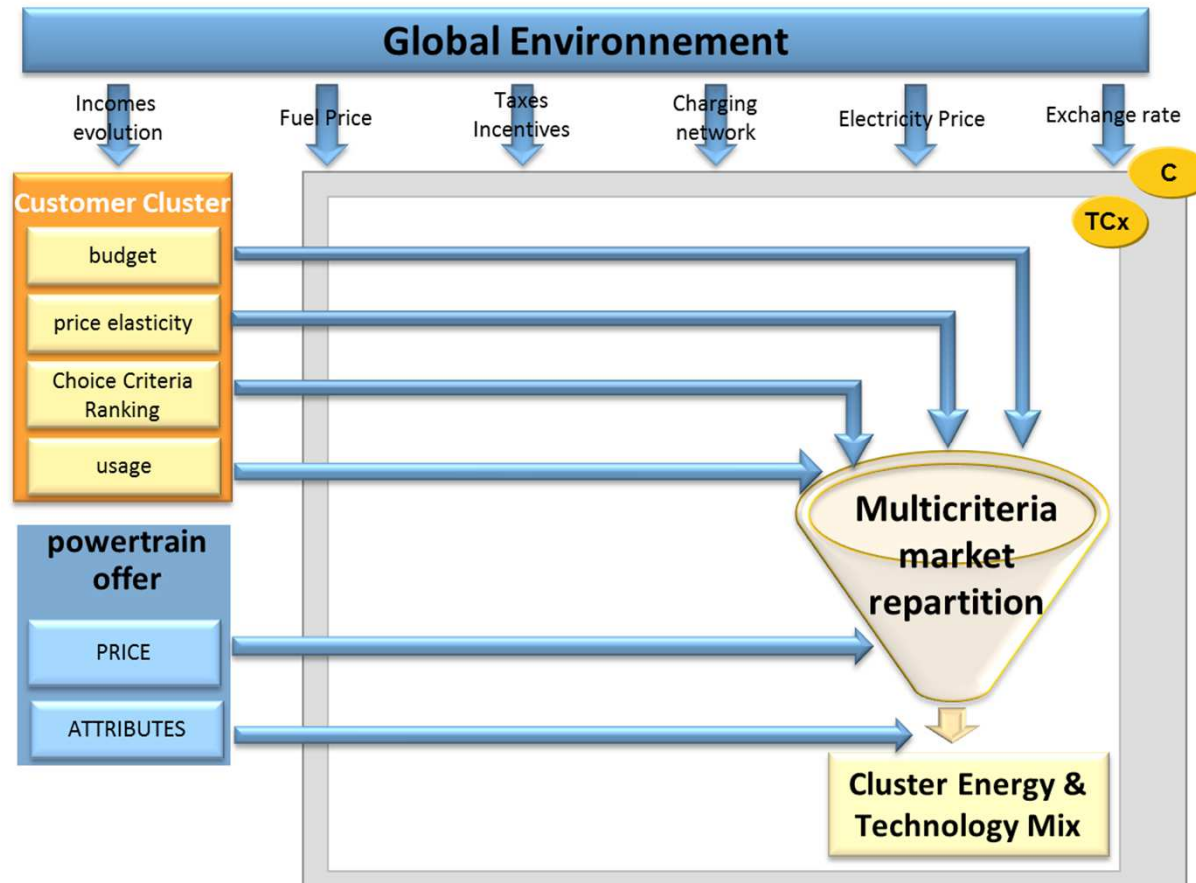 Global Environnement
Incomes
evolution
Fuel Price
Taxes
Incentives
Charging
network
Electricity Price
Exchange rate
C
TCx
Customer Cluster
budget
price elasticity
Choice Criteria
Ranking
usage
powertrain
offer
PRICE
ATTRIBUTES
Multicriteria
market
repartition
Cluster Energy &
Technology Mix